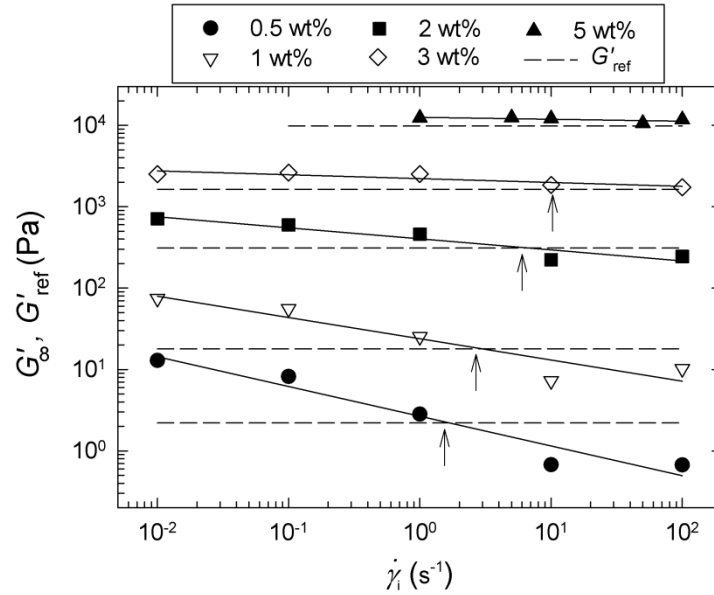 0.5 wt% 2 wt% 5 wt%
1 wt% 3 wt% G'ref
10⁴
10³
10²
10¹
10⁰
G'∞, G'ref (Pa)
10⁻² 10⁻¹ 10⁰ 10¹ 10²
γ̇ᵢ (s⁻¹)